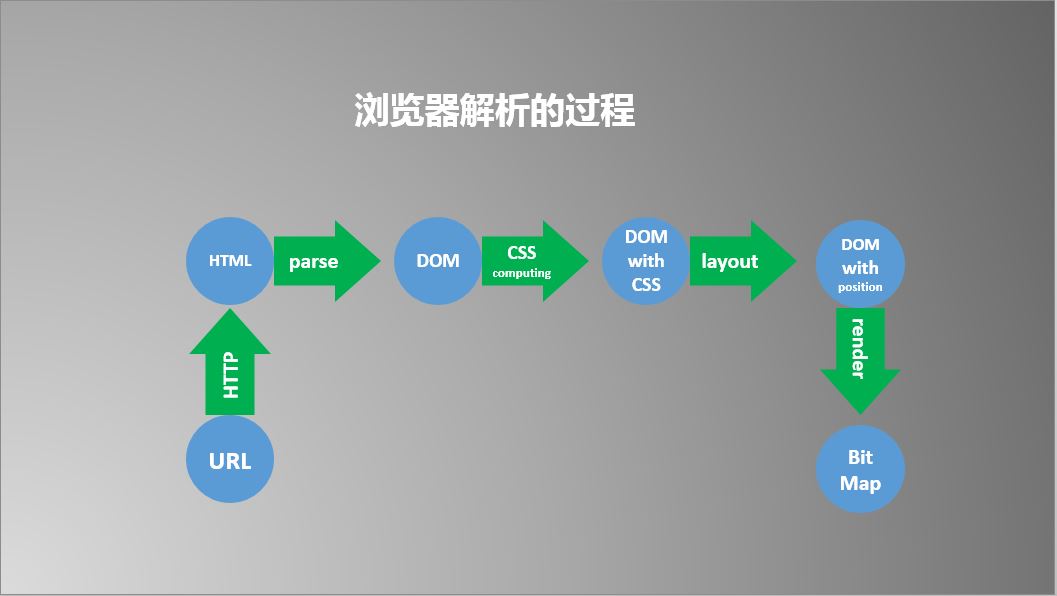 浏览器解析的过程
HTML
parse
DOM
CSS
computing
DOM
with
CSS
layout
DOM
with
position
HTTP
render
URL
Bit
Map